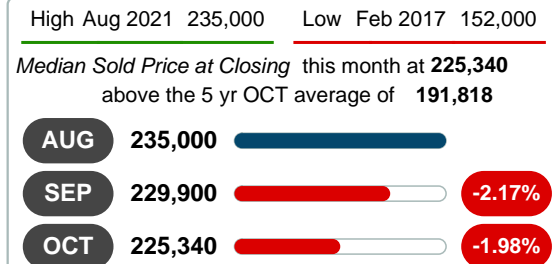 High Aug 2021 235,000 Low Feb 2017 152,000
Median Sold Price at Closing this month at 225,340
above the 5 yr OCT average of 191,818
AUG 235,000
SEP 229,900 -2.17%
OCT 225,340 -1.98%